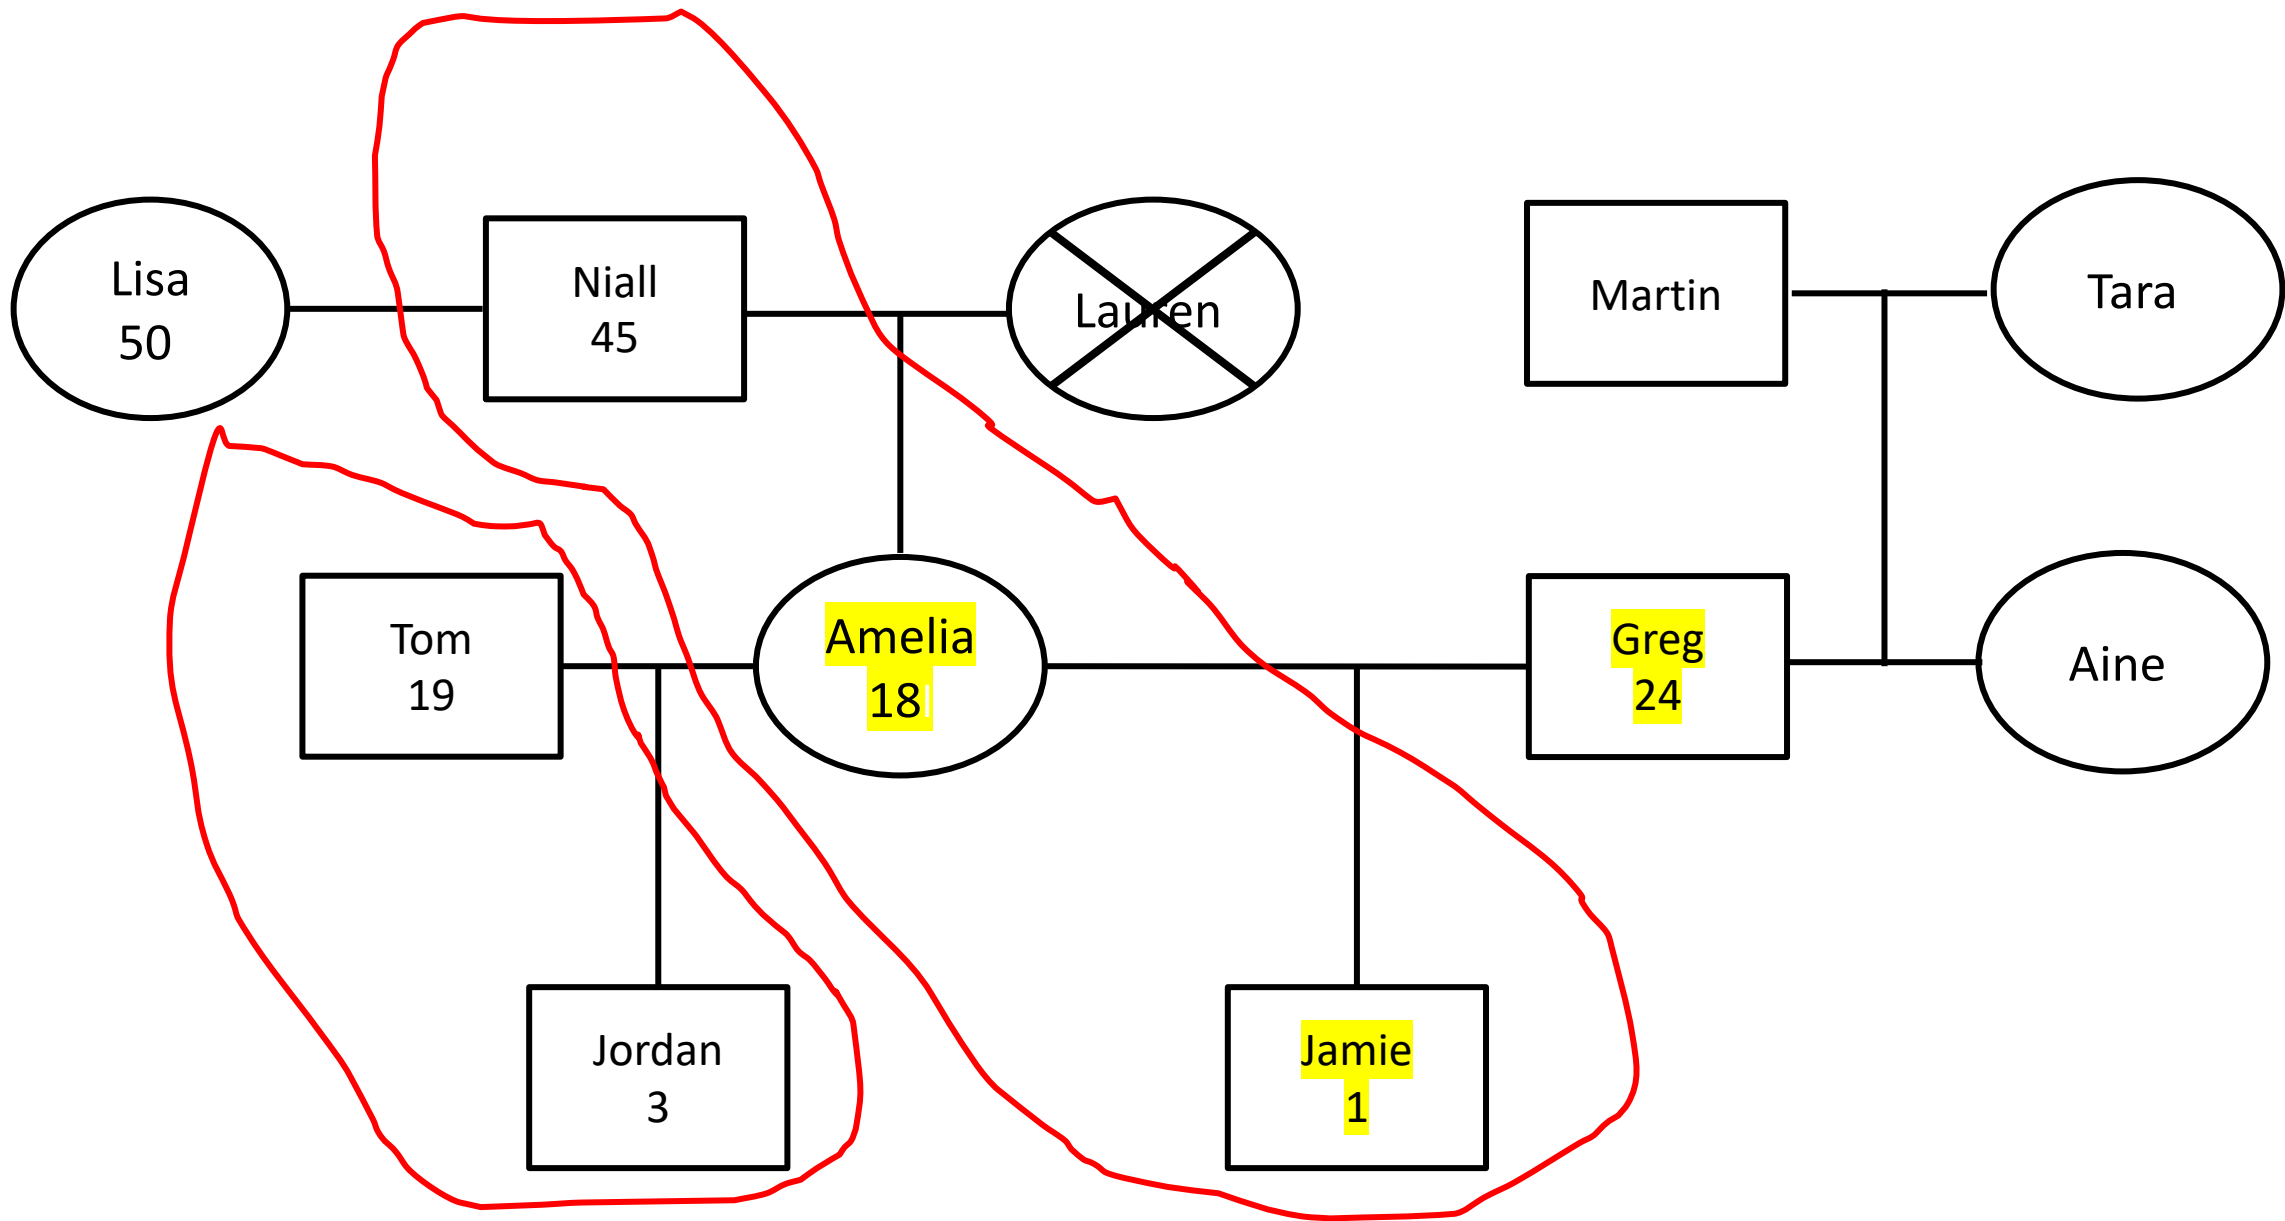 Lisa
50
Niall
45
Lauren
Martin
Tara
Tom
19
Amelia
18
Greg
24
Aine
Jordan
3
Jamie
1